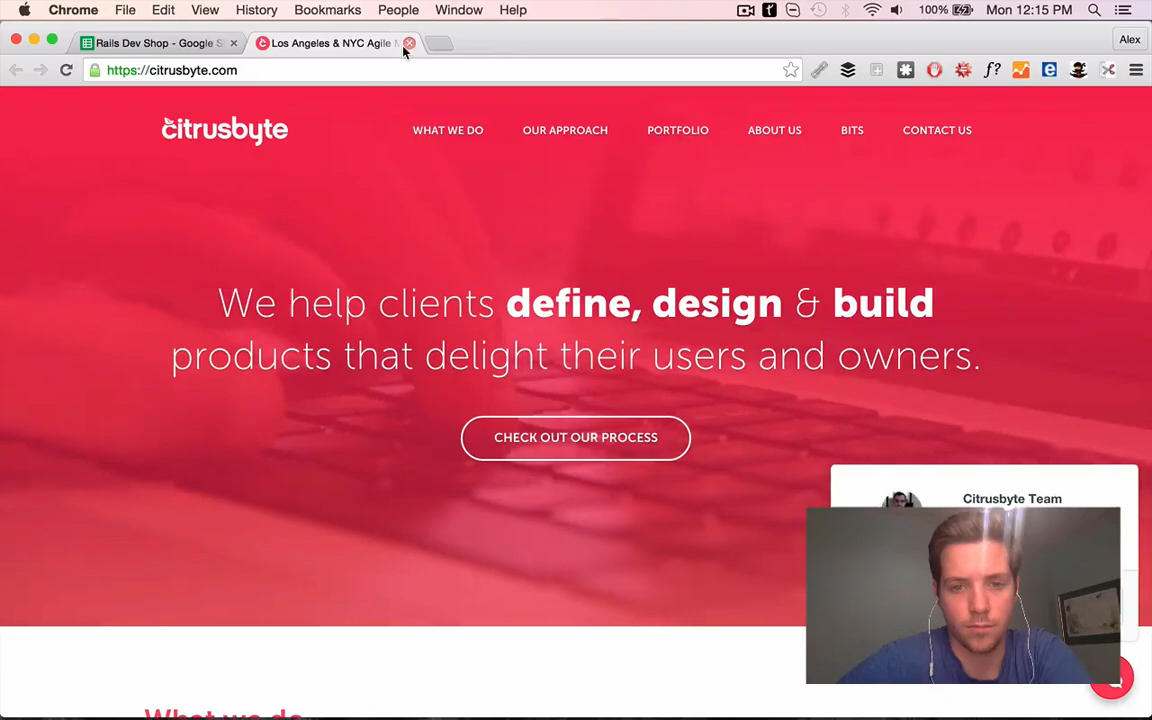 Chrome File Edit View History Bookmarks People Window Help 100% Mon 12:15 PM
Rails Dev Shop - Google S Los Angeles & NYC Agile Alex
https://citrusbyte.com f?
citrusbyte WHAT WE DO OUR APPROACH PORTFOLIO ABOUT US BITS CONTACT US
We help clients define, design & build
products that delight their users and owners.
CHECK OUT OUR PROCESS
Citrusbyte Team
What we do